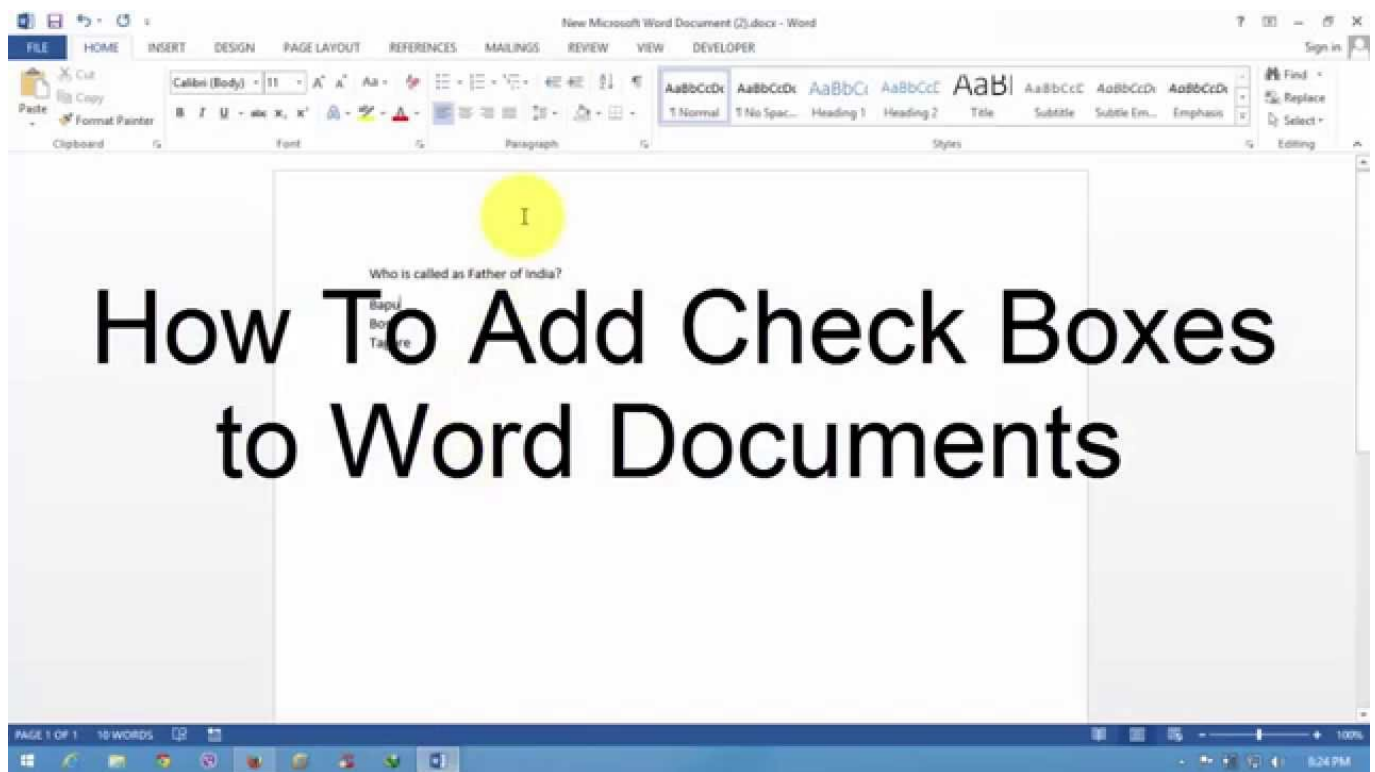 New Microsoft Word Document (2).docx - Word
FILE HOME INSERT DESIGN PAGE LAYOUT REFERENCES MAILINGS REVIEW VIEW DEVELOPER Sign in
Cut
Copy
Paste
Format Painter
Clipboard
Calibri (Body) 11
Font
Paragraph
AaBbCcDc AaBbCcDc AaBbCc AaBbCcC AaBl AaBbCcC AaBbCcDc AaBbCcDc
¶ Normal ¶ No Spac... Heading 1 Heading 2 Title Subtitle Subtle Em... Emphasis
Styles
Find
Replace
Select
Editing
Who is called as Father of India?
Bapu
How To Add Check Boxes
to Word Documents
PAGE 1 OF 1 10 WORDS 100%
8:24 PM